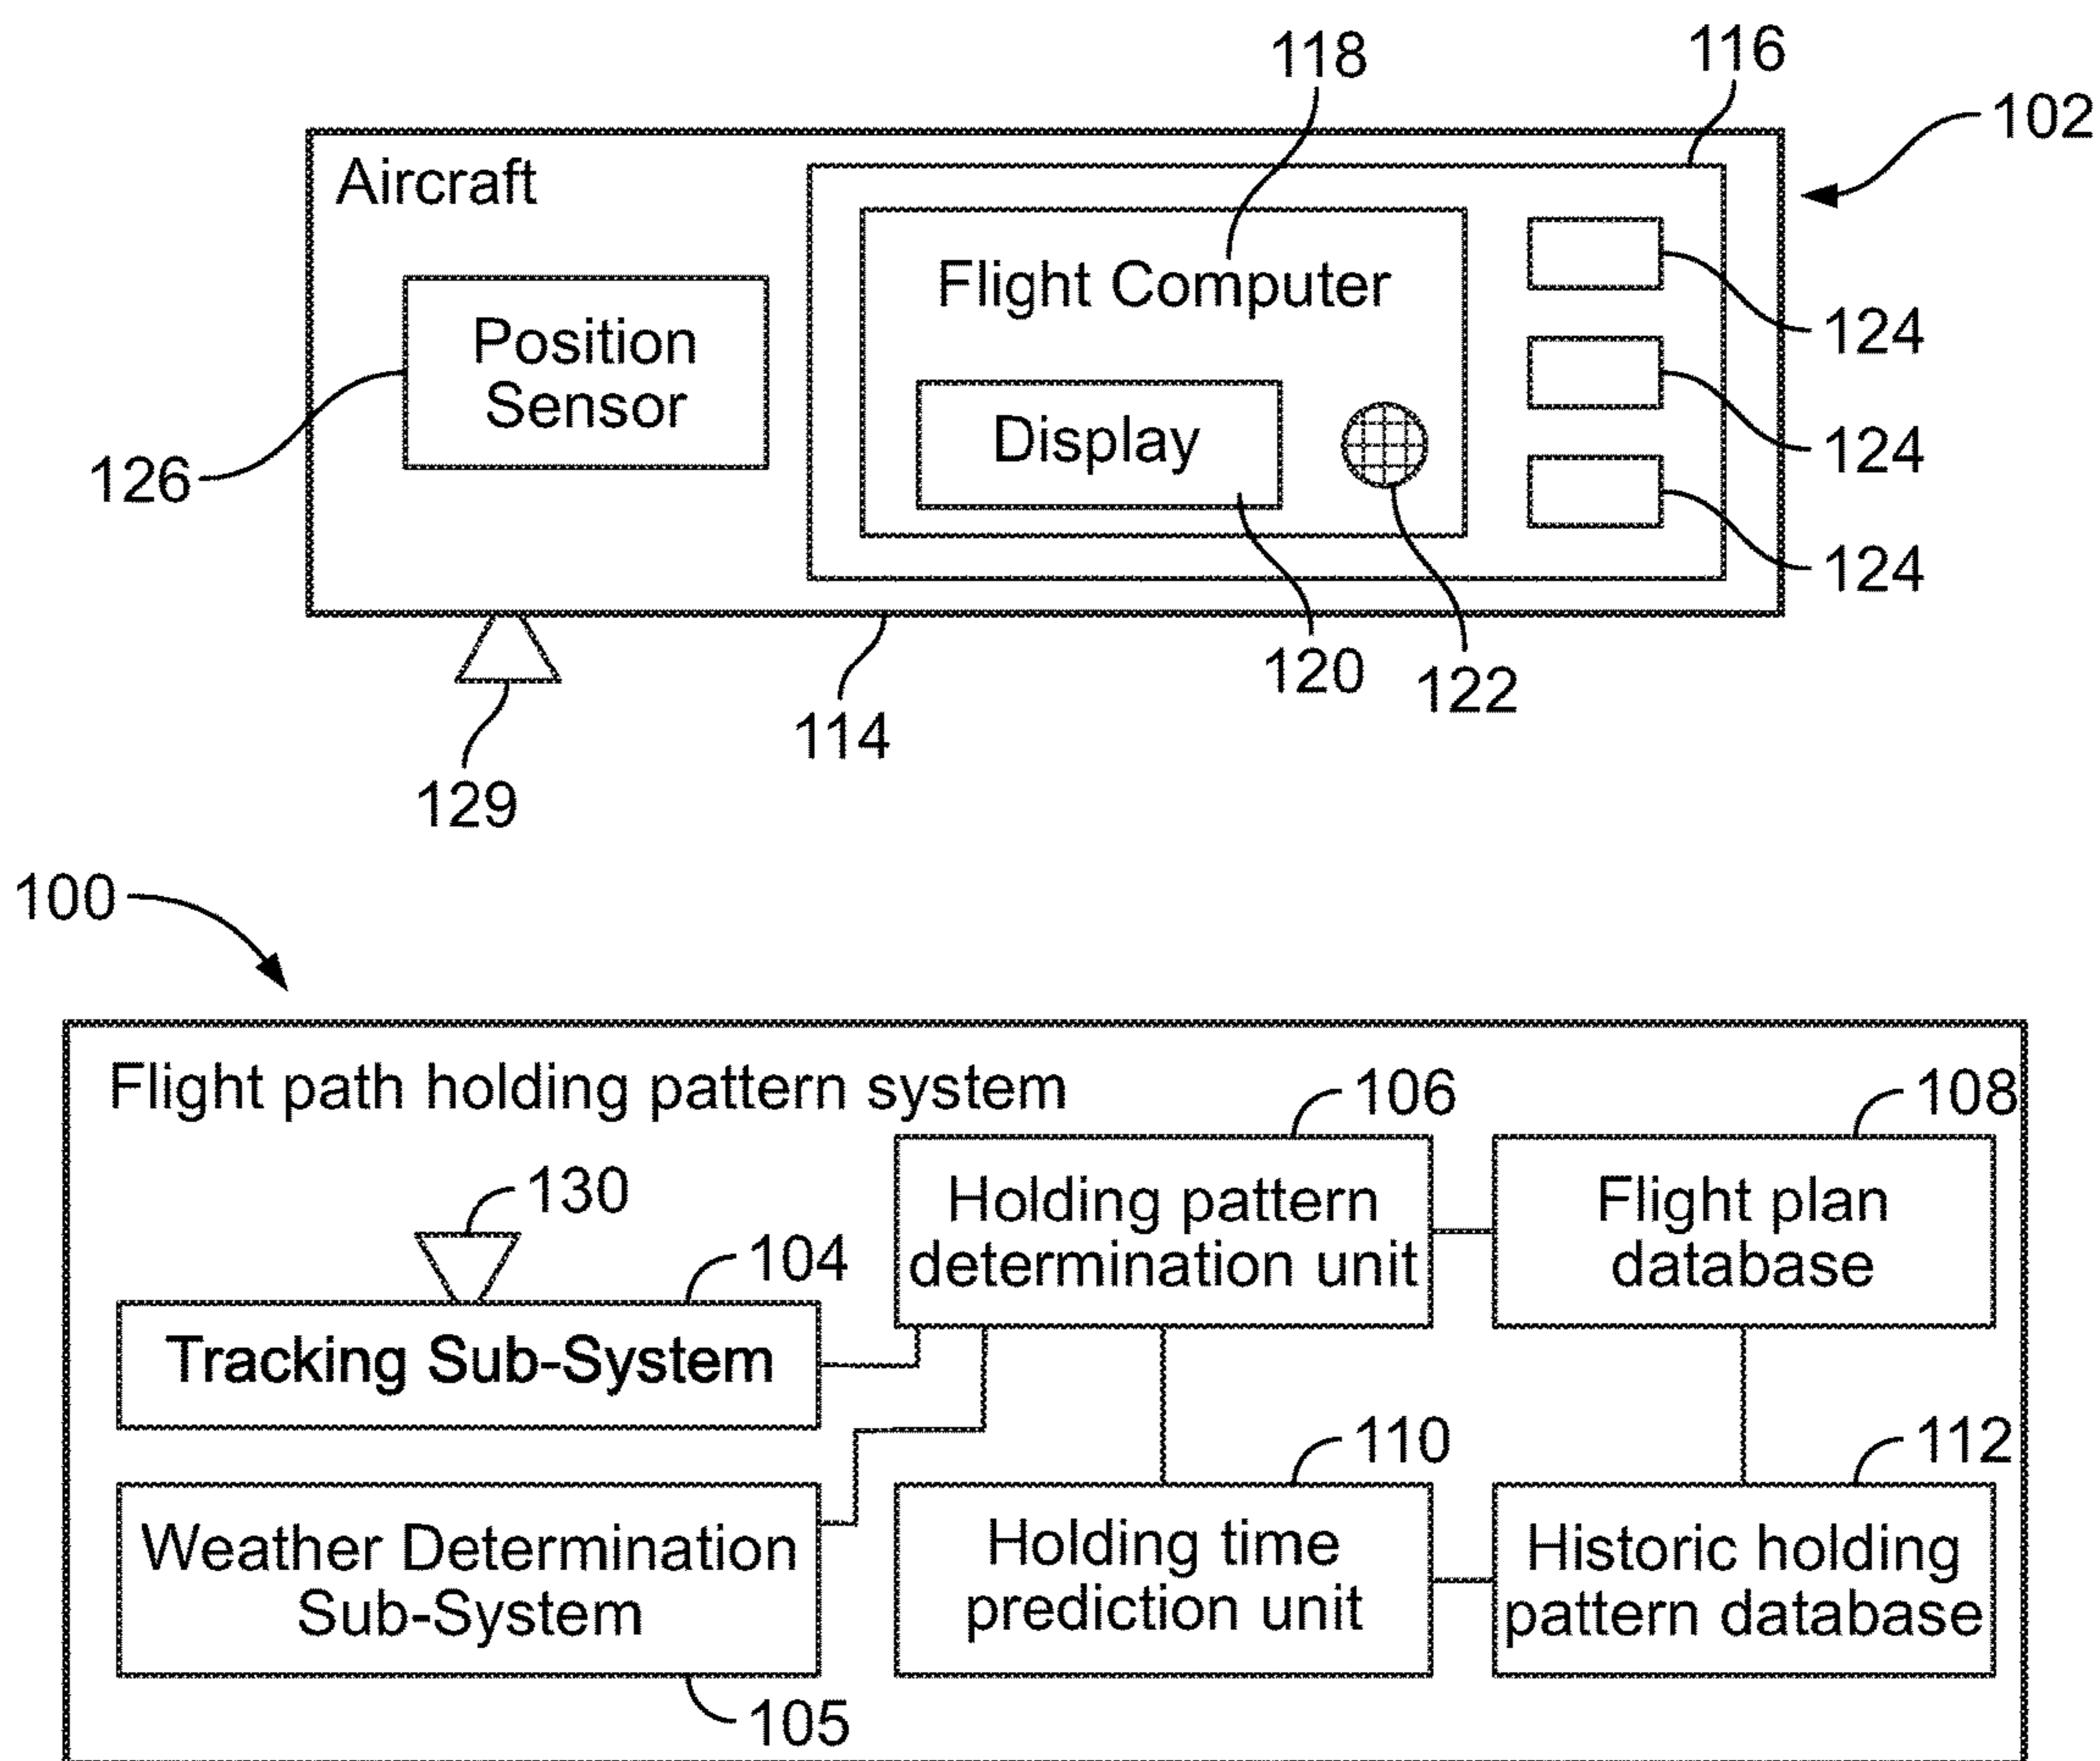 118
116
102
Aircraft
Flight Computer
124
Position
Sensor
Display
124
126
124
120
122
114
129
100
Flight path holding pattern system
106
108
130
Holding pattern
determination unit
Flight plan
database
104
Tracking Sub-System
110
112
Weather Determination
Sub-System
Holding time
prediction unit
Historic holding
pattern database
105